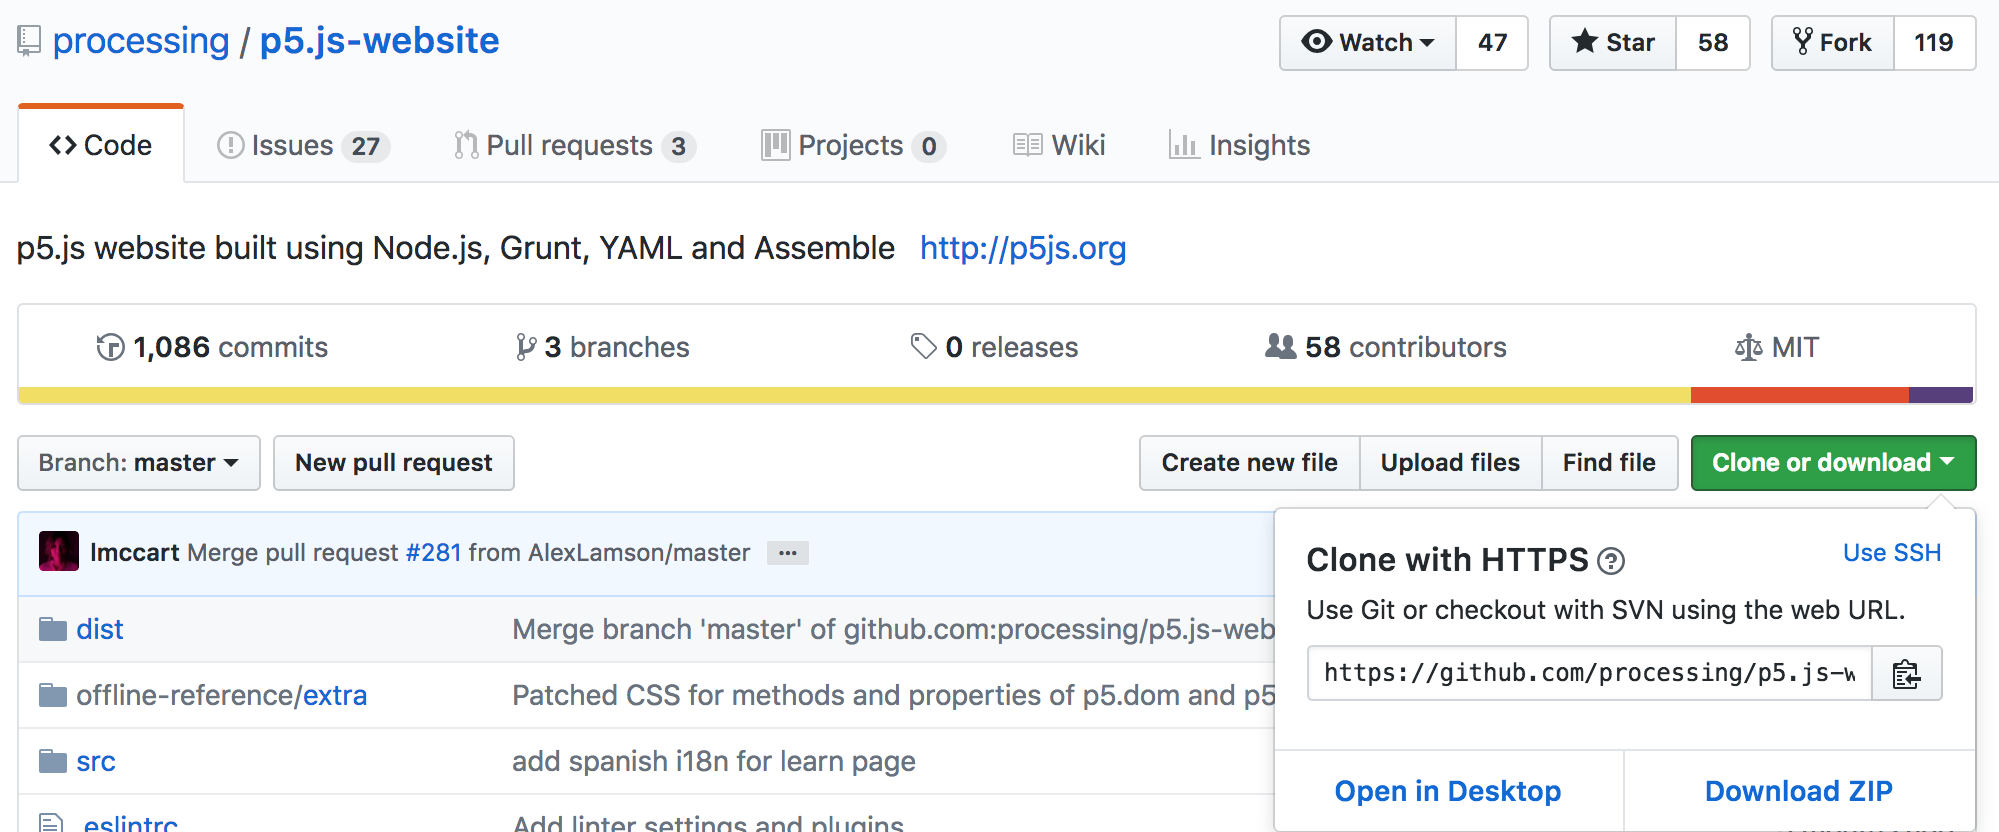 processing / p5.js-website
Watch 47 Star 58 Fork 119
Code Issues 27 Pull requests 3 Projects 0 Wiki Insights
p5.js website built using Node.js, Grunt, YAML and Assemble http://p5js.org
1,086 commits 3 branches 0 releases 58 contributors MIT
Branch: master New pull request Create new file Upload files Find file Clone or download
lmccart Merge pull request #281 from AlexLamson/master ...
Clone with HTTPS ? Use SSH
Use Git or checkout with SVN using the web URL.
https://github.com/processing/p5.js-w
Open in Desktop Download ZIP
dist Merge branch 'master' of github.com:processing/p5.js-web
offline-reference/extra Patched CSS for methods and properties of p5.dom and p5
src add spanish i18n for learn page
.eslintrc Add linter settings and plugins